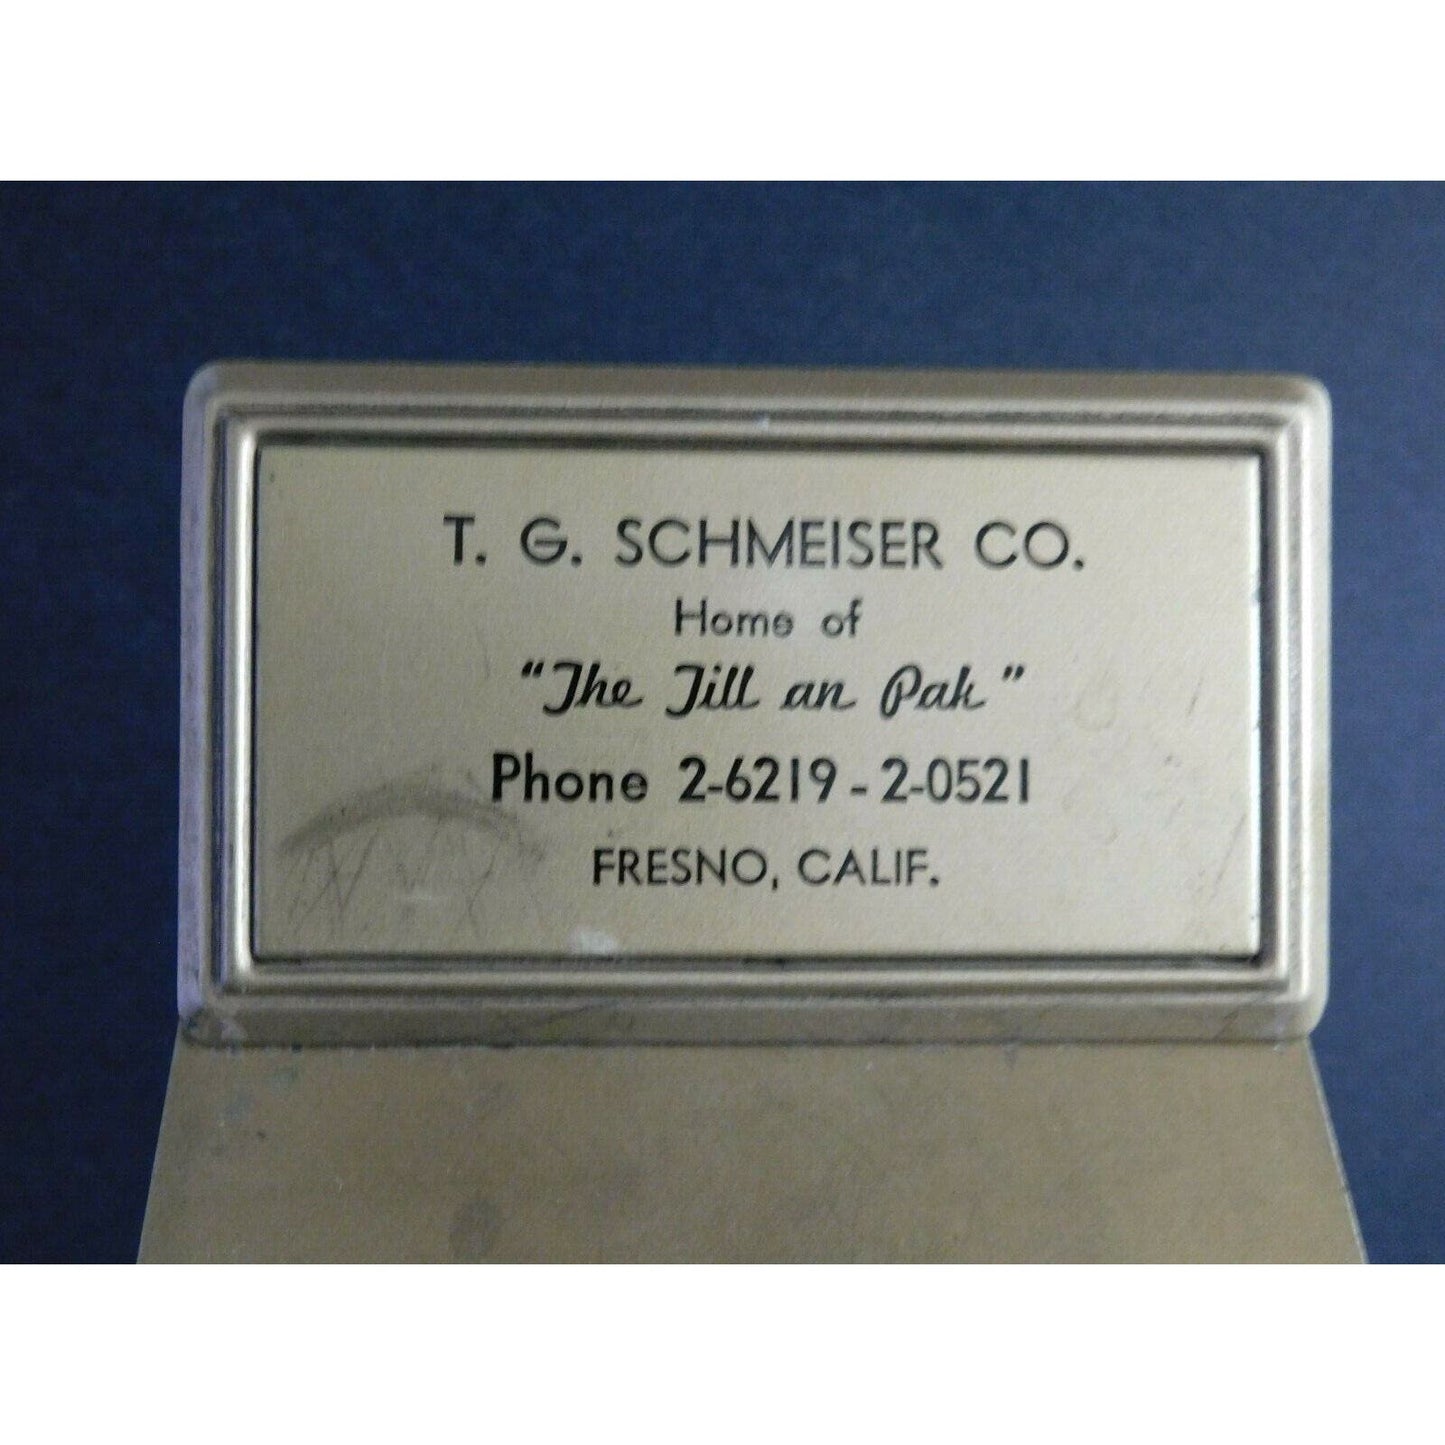 T. G. SCHMEISER CO.
Home of
"The Till an Pak"
Phone 2-6219 - 2-0521
FRESNO, CALIF.